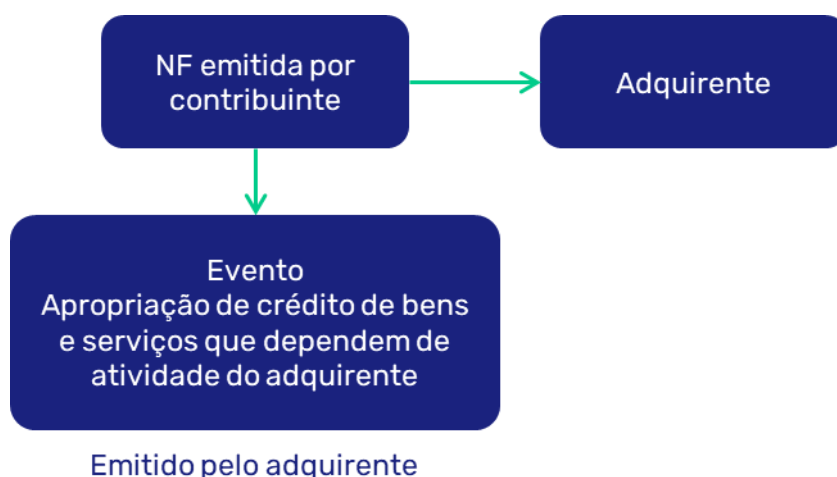 NF emitida por
contribuinte
Adquirente
Evento
Apropriação de crédito de bens
e serviços que dependem de
atividade do adquirente
Emitido pelo adquirente